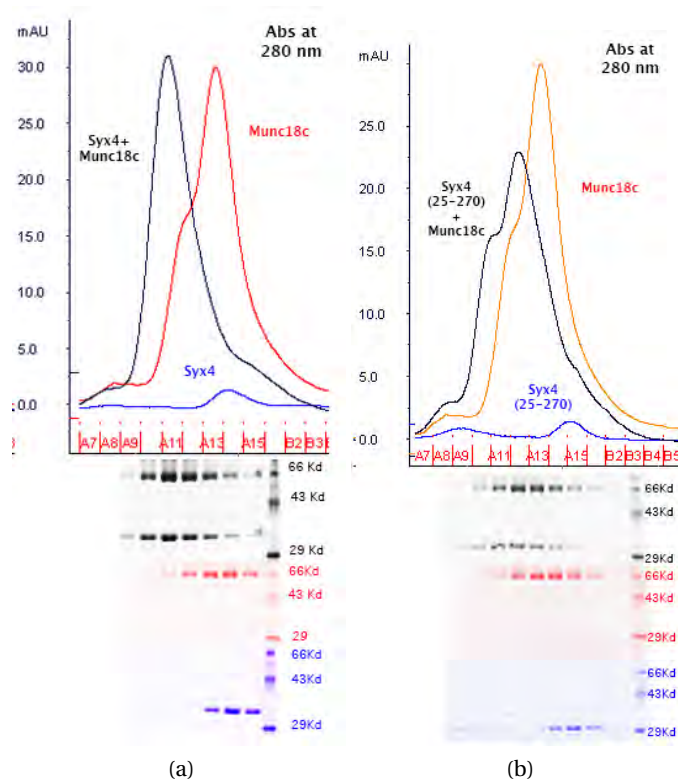 mAU
Abs at
280 nm
30.0
25.0
20.0
15.0
10.0
5.0
0.0
Syx4+
Munc18c
Munc18c
Syx4
A7 A8 A9 A11 A13 A15 B2 B3
66 Kd
43 Kd
29 Kd
66Kd
43 Kd
29
66Kd
43Kd
29Kd
(a)
mAU
Abs at
280 nm
25.0
20.0
15.0
10.0
5.0
0.0
Syx4
(25-270)
+
Munc18c
Munc18c
Syx4
(25-270)
A7 A8 A9 A11 A13 A15 B2 B3 B4 B5
66Kd
43Kd
29Kd
66Kd
43Kd
29Kd
66Kd
43Kd
29Kd
(b)